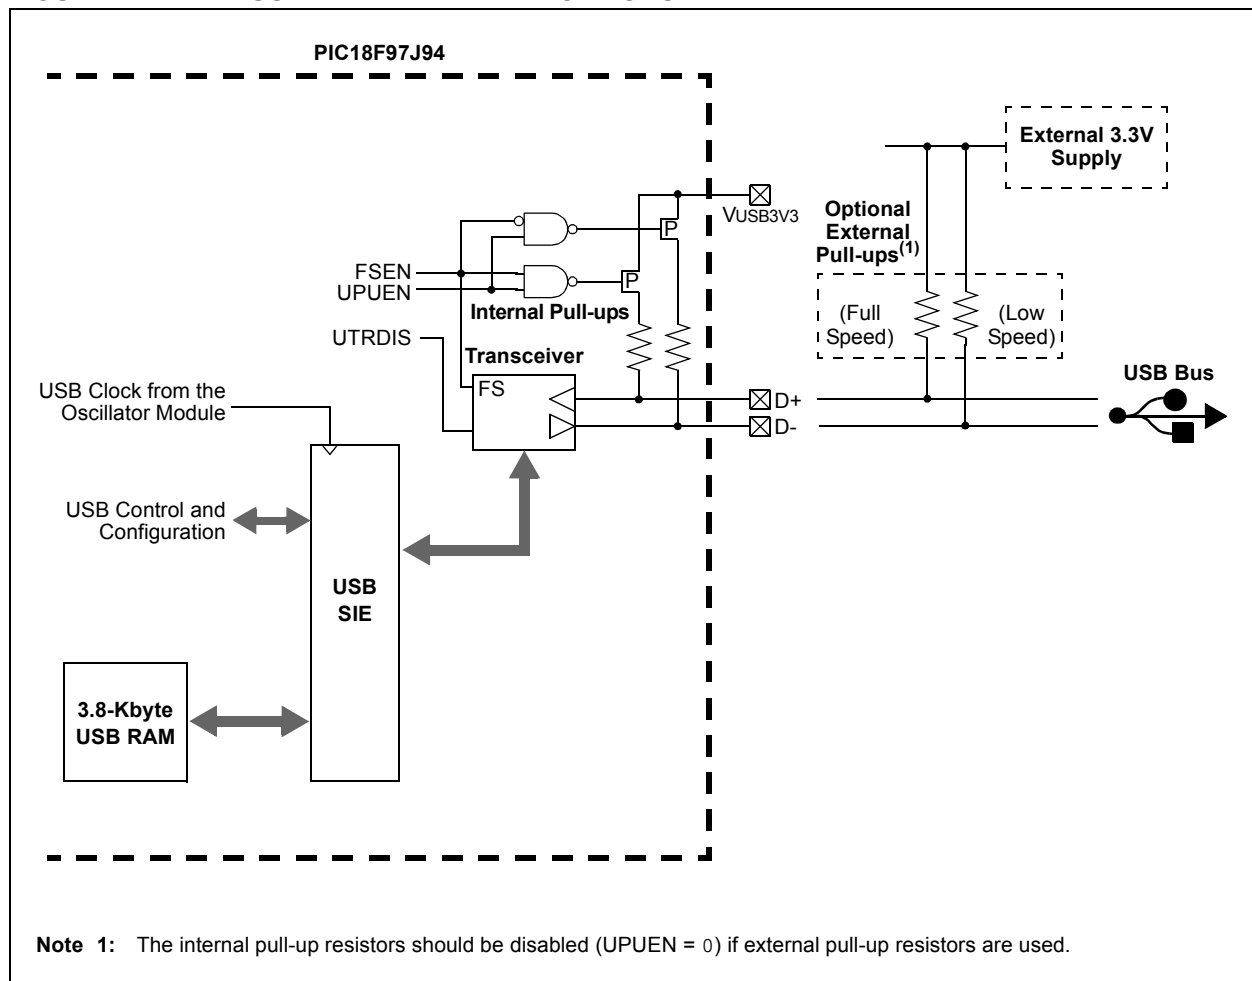 PIC18F97J94
External 3.3V
Supply
VUSB3V3
Optional
External
Pull-ups(1)
P
P
FSEN
UPUEN
Internal Pull-ups
(Full
Speed)
(Low
Speed)
UTRDIS
Transceiver
FS
USB Clock from the
Oscillator Module
D+
D-
USB Bus
USB Control and
Configuration
USB
SIE
3.8-Kbyte
USB RAM
Note 1: The internal pull-up resistors should be disabled (UPUEN = 0) if external pull-up resistors are used.